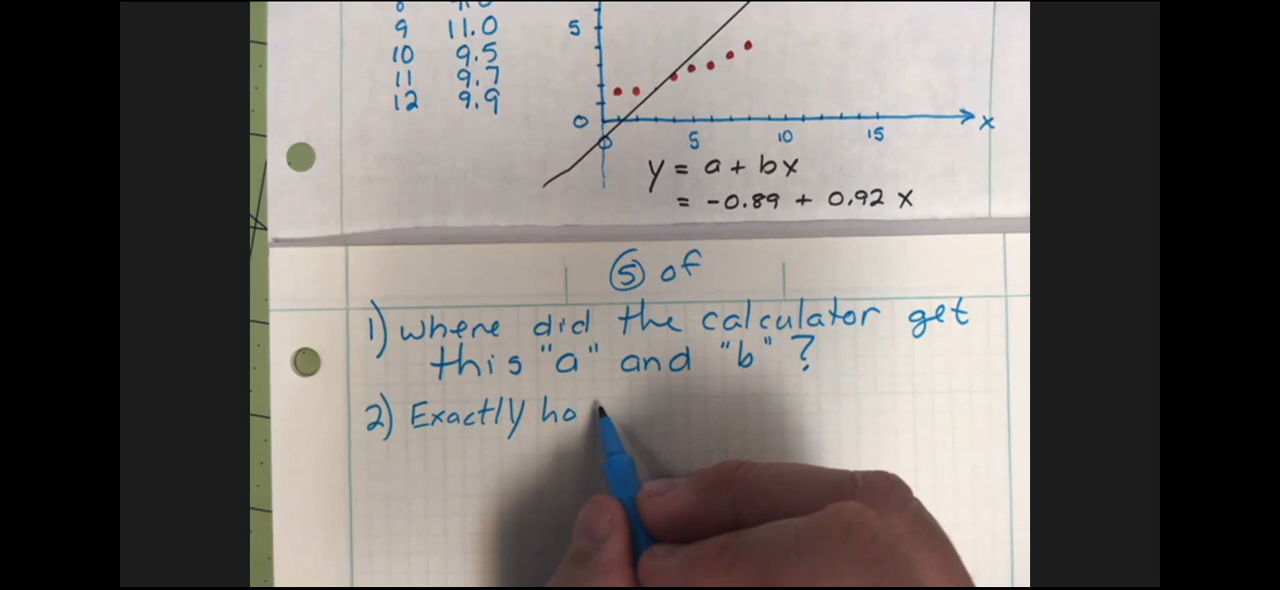 9 11.0
10 9.5
11 9.7
12 9.9
5
0
0 5 10 15 x
y = a + bx
= -0.89 + 0.92 x
⑤ of
1) where did the calculator get
this "a" and "b" ?
2) Exactly ho